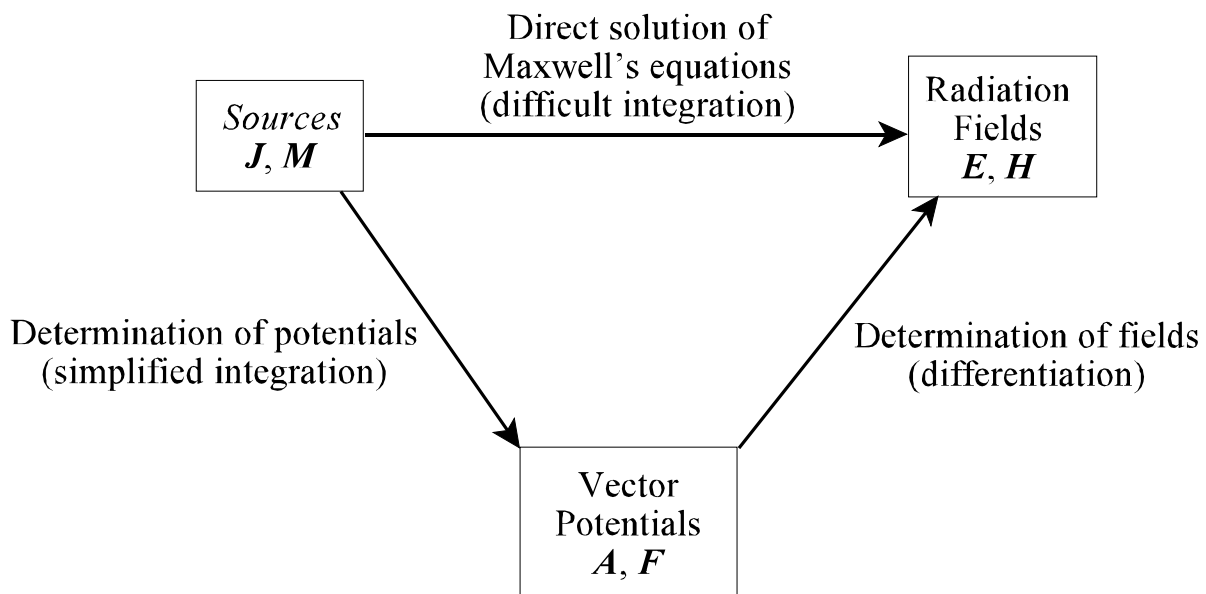 Direct solution of
Maxwell's equations
(difficult integration)
Sources
J, M
Radiation
Fields
E, H
Determination of potentials
(simplified integration)
Determination of fields
(differentiation)
Vector
Potentials
A, F